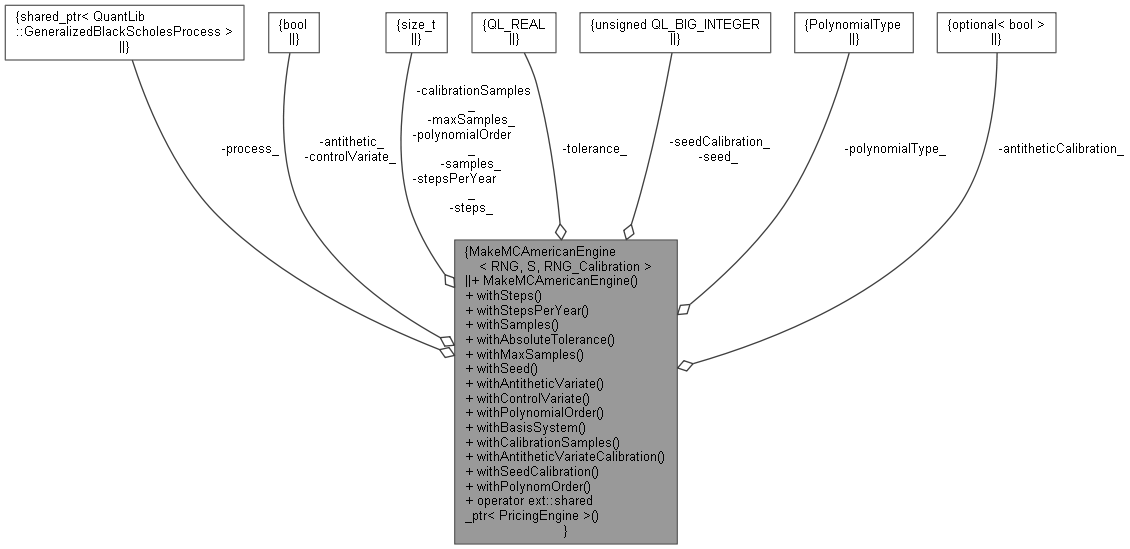 {shared_ptr< QuantLib
::GeneralizedBlackScholesProcess >
||}
{bool
||}
{size_t
||}
{QL_REAL
||}
{unsigned QL_BIG_INTEGER
||}
{PolynomialType
||}
{optional< bool >
||}
-process_
-antithetic_
-controlVariate_
-calibrationSamples
_
-maxSamples_
-polynomialOrder
_
-samples_
-stepsPerYear
_
-steps_
-tolerance_
-seedCalibration_
-seed_
-polynomialType_
-antitheticCalibration_
{MakeMCAmericanEngine
< RNG, S, RNG_Calibration >
||+ MakeMCAmericanEngine()
+ withSteps()
+ withStepsPerYear()
+ withSamples()
+ withAbsoluteTolerance()
+ withMaxSamples()
+ withSeed()
+ withAntitheticVariate()
+ withControlVariate()
+ withPolynomialOrder()
+ withBasisSystem()
+ withCalibrationSamples()
+ withAntitheticVariateCalibration()
+ withSeedCalibration()
+ withPolynomOrder()
+ operator ext::shared
_ptr< PricingEngine >()
}